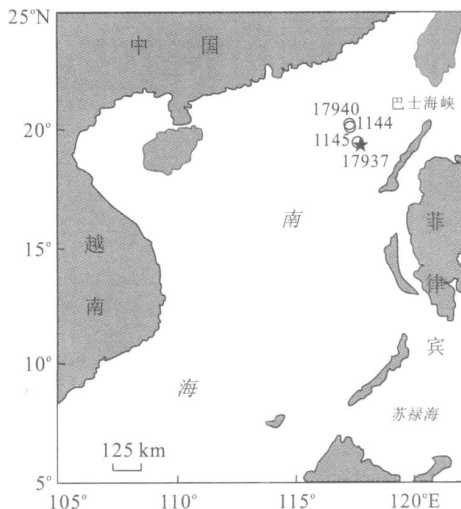 25°N
中 国
巴士海峡
17940
1144
20°
1145
17937
南
越
菲
15°
南
律
宾
10°
海
苏禄海
125 km
5°
105°
110°
115°
120°E